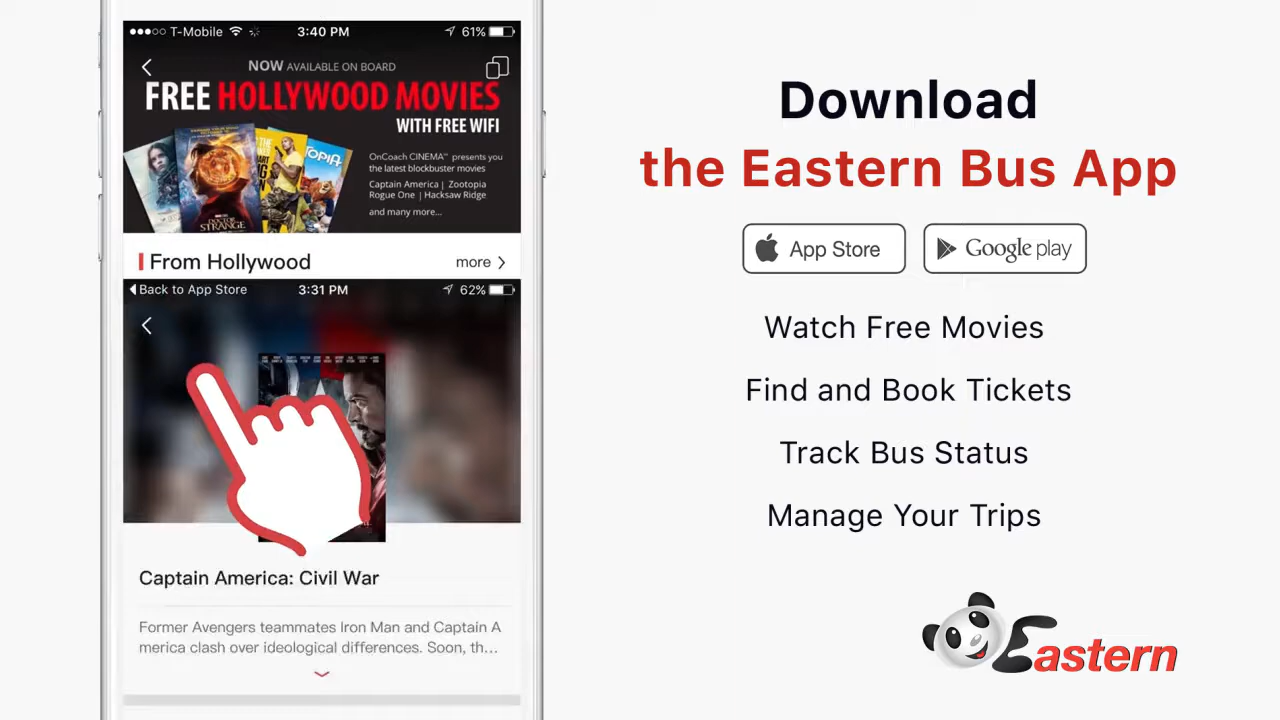 T-Mobile 3:40 PM 61%
NOW AVAILABLE ON BOARD
FREE HOLLYWOOD MOVIES
WITH FREE WIFI
OnCoach CINEMA™ presents you
the latest blockbuster movies
Captain America | Zootopia
Rogue One | Hacksaw Ridge
and many more...
TOPIA
DOCTOR
STRANGE
From Hollywood more
Back to App Store 3:31 PM 62%
Captain America: Civil War
Former Avengers teammates Iron Man and Captain A
merica clash over ideological differences. Soon, th...
Download
the Eastern Bus App
App Store Google play
Watch Free Movies
Find and Book Tickets
Track Bus Status
Manage Your Trips
Eastern